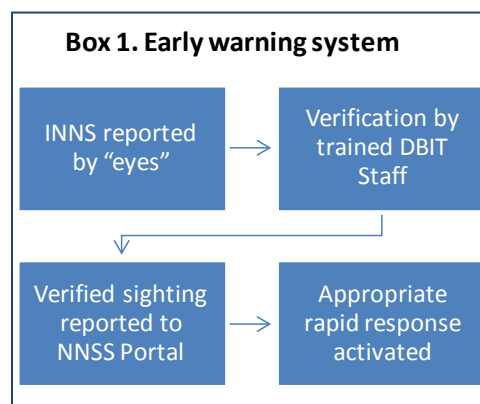 Box 1. Early warning system
INNS reported
by “eyes”
Verification by
trained DBIT
Staff
Verified sighting
reported to
NNSS Portal
Appropriate
rapid response
activated